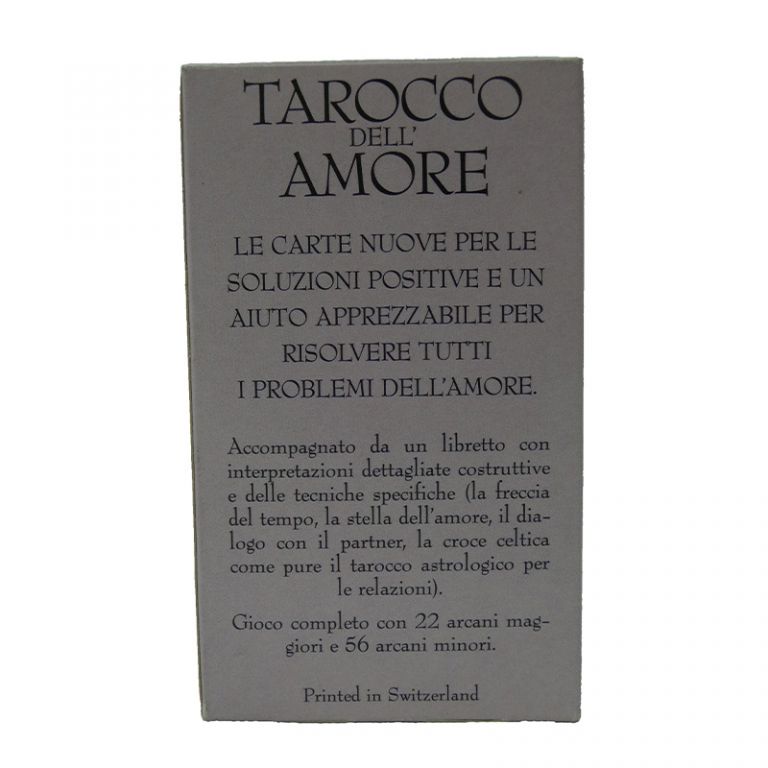 TAROCCO
DELL'
AMORE
LE CARTE NUOVE PER LE
SOLUZIONI POSITIVE E UN
AIUTO APPREZZABILE PER
RISOLVERE TUTTI
I PROBLEMI DELL'AMORE.
Accompagnato da un libretto con
interpretazioni dettagliate costruttive
e delle tecniche specifiche (la freccia
del tempo, la stella dell'amore, il dia-
logo con il partner, la croce celtica
come pure il tarocco astrologico per
le relazioni).
Gioco completo con 22 arcani mag-
giori e 56 arcani minori.
Printed in Switzerland